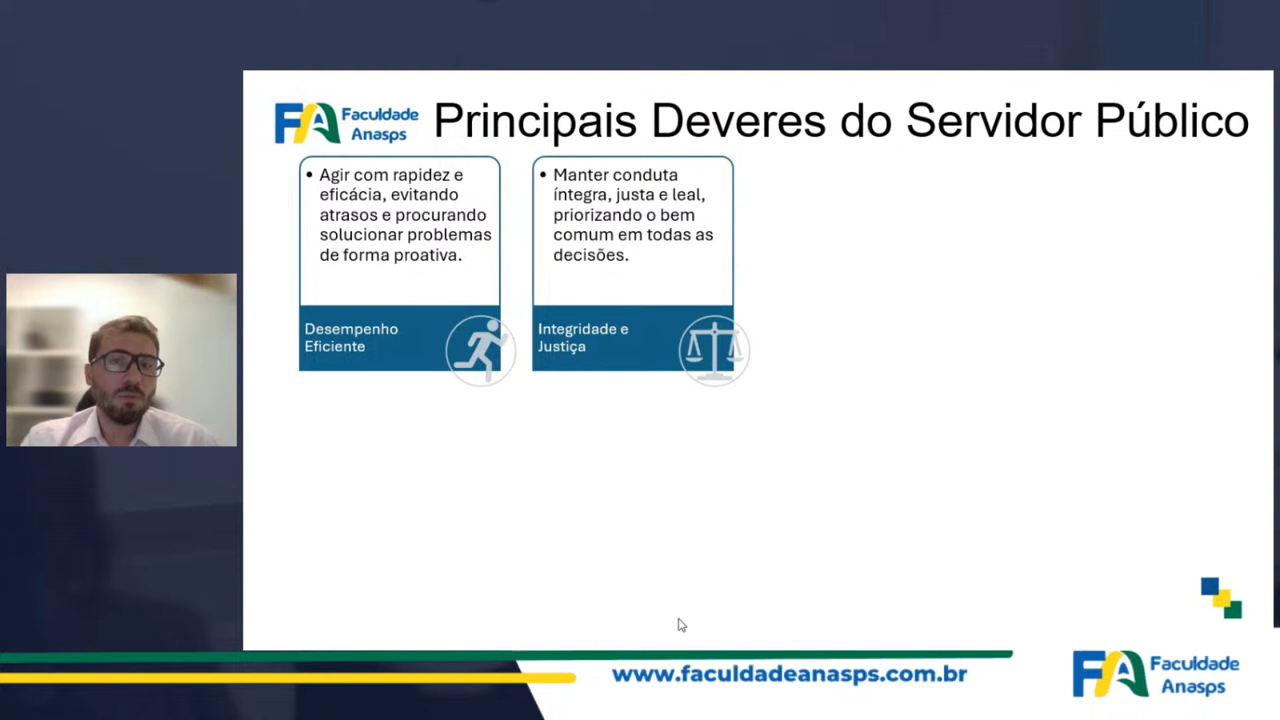 Faculdade
Anasps
Principais Deveres do Servidor Público
• Agir com rapidez e
eficácia, evitando
atrasos e procurando
solucionar problemas
de forma proativa.
Desempenho
Eficiente
• Manter conduta
íntegra, justa e leal,
priorizando o bem
comum em todas as
decisões.
Integridade e
Justiça
www.faculdadeanasps.com.br
FA Faculdade
Anasps